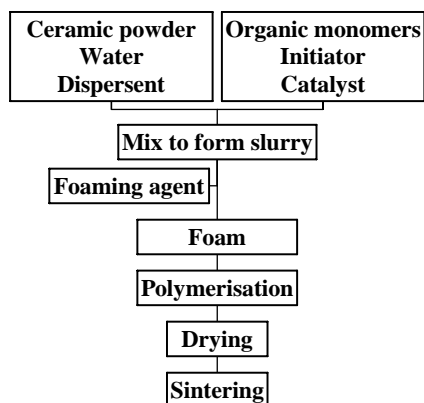 Ceramic powder
Water
Dispersent
Organic monomers
Initiator
Catalyst
Mix to form slurry
Foaming agent
Foam
Polymerisation
Drying
Sintering